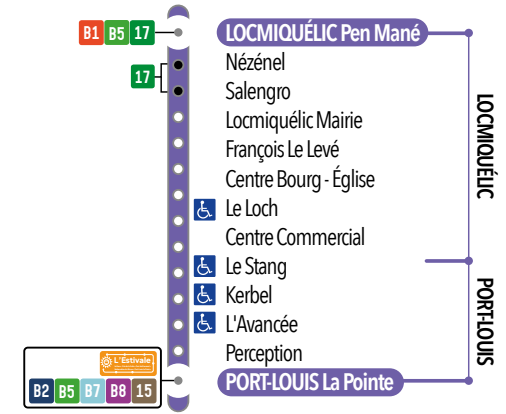 B1 B5 17 LOCMIQUÉLIC Pen Mané
Nézénel
17
Salengro
Locmiquélic Mairie
François Le Levé
Centre Bourg - Église
Le Loch
Centre Commercial
LOCMIQUÉLIC
Le Stang
Kerbel
L'Avancée
Perception
PORT-LOUIS
L'Estivale
B2 B5 B7 B8 15 PORT-LOUIS La Pointe